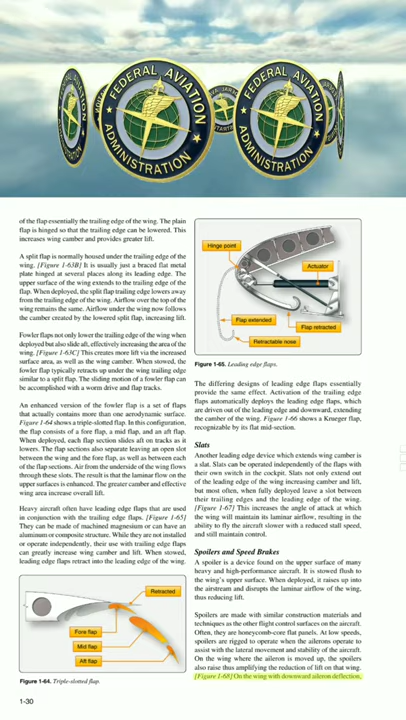 FEDERAL AVIATION
ADMINISTRATION
FEDERAL AVIATION
ADMINISTRATION
of the flap essentially the trailing edge of the wing. The plain
flap is hinged so that the trailing edge can be lowered. This
increases wing camber and provides greater lift.
A split flap is normally housed under the trailing edge of the
wing. [Figure 1-63B] It is usually just a braced flat metal
plate hinged at several places along its leading edge. The
upper surface of the wing extends to the trailing edge of the
flap. When deployed, the split flap trailing edge lowers away
from the trailing edge of the wing. Airflow over the top of the
wing remains the same. Airflow under the wing now follows
the camber created by the lowered split flap, increasing lift.
Fowler flaps not only lower the trailing edge of the wing when
deployed but also slide aft, effectively increasing the area of the
wing. [Figure 1-63C] This creates more lift via the increased
surface area, as well as the wing camber. When stowed, the
fowler flap typically retracts up under the wing trailing edge
similar to a split flap. The sliding motion of a fowler flap can
be accomplished with a worm drive and flap tracks.
An enhanced version of the fowler flap is a set of flaps
that actually contains more than one aerodynamic surface.
Figure 1-64 shows a triple-slotted flap. In this configuration,
the flap consists of a fore flap, a mid flap, and an aft flap.
When deployed, each flap section slides aft on tracks as it
lowers. The flap sections also separate leaving an open slot
between the wing and the fore flap, as well as between each
of the flap sections. Air from the underside of the wing flows
through these slots. The result is that the laminar flow on the
upper surfaces is enhanced. The greater camber and effective
wing area increase overall lift.
Heavy aircraft often have leading edge flaps that are used
in conjunction with the trailing edge flaps. [Figure 1-65]
They can be made of machined magnesium or can have an
aluminum or composite structure. While they are not installed
or operate independently, their use with trailing edge flaps
can greatly increase wing camber and lift. When stowed,
leading edge flaps retract into the leading edge of the wing.
Retracted
Fore flap
Mid flap
Aft flap
Figure 1-64. Triple-slotted flap.
1-30
Hinge point
Actuator
Flap extended
Flap retracted
Retractable nose
Figure 1-65. Leading edge flaps.
The differing designs of leading edge flaps essentially
provide the same effect. Activation of the trailing edge
flaps automatically deploys the leading edge flaps, which
are driven out of the leading edge and downward, extending
the camber of the wing. Figure 1-66 shows a Krueger flap,
recognizable by its flat mid-section.
Slats
Another leading edge device which extends wing camber is
a slat. Slats can be operated independently of the flaps with
their own switch in the cockpit. Slats not only extend out
of the leading edge of the wing increasing camber and lift,
but most often, when fully deployed leave a slot between
their trailing edges and the leading edge of the wing.
[Figure 1-67] This increases the angle of attack at which
the wing will maintain its laminar airflow, resulting in the
ability to fly the aircraft slower with a reduced stall speed,
and still maintain control.
Spoilers and Speed Brakes
A spoiler is a device found on the upper surface of many
heavy and high-performance aircraft. It is stowed flush to
the wing's upper surface. When deployed, it raises up into
the airstream and disrupts the laminar airflow of the wing,
thus reducing lift.
Spoilers are made with similar construction materials and
techniques as the other flight control surfaces on the aircraft.
Often, they are honeycomb-core flat panels. At low speeds,
spoilers are rigged to operate when the ailerons operate to
assist with the lateral movement and stability of the aircraft.
On the wing where the aileron is moved up, the spoilers
also raise thus amplifying the reduction of lift on that wing.
[Figure 1-68] On the wing with downward aileron deflection,